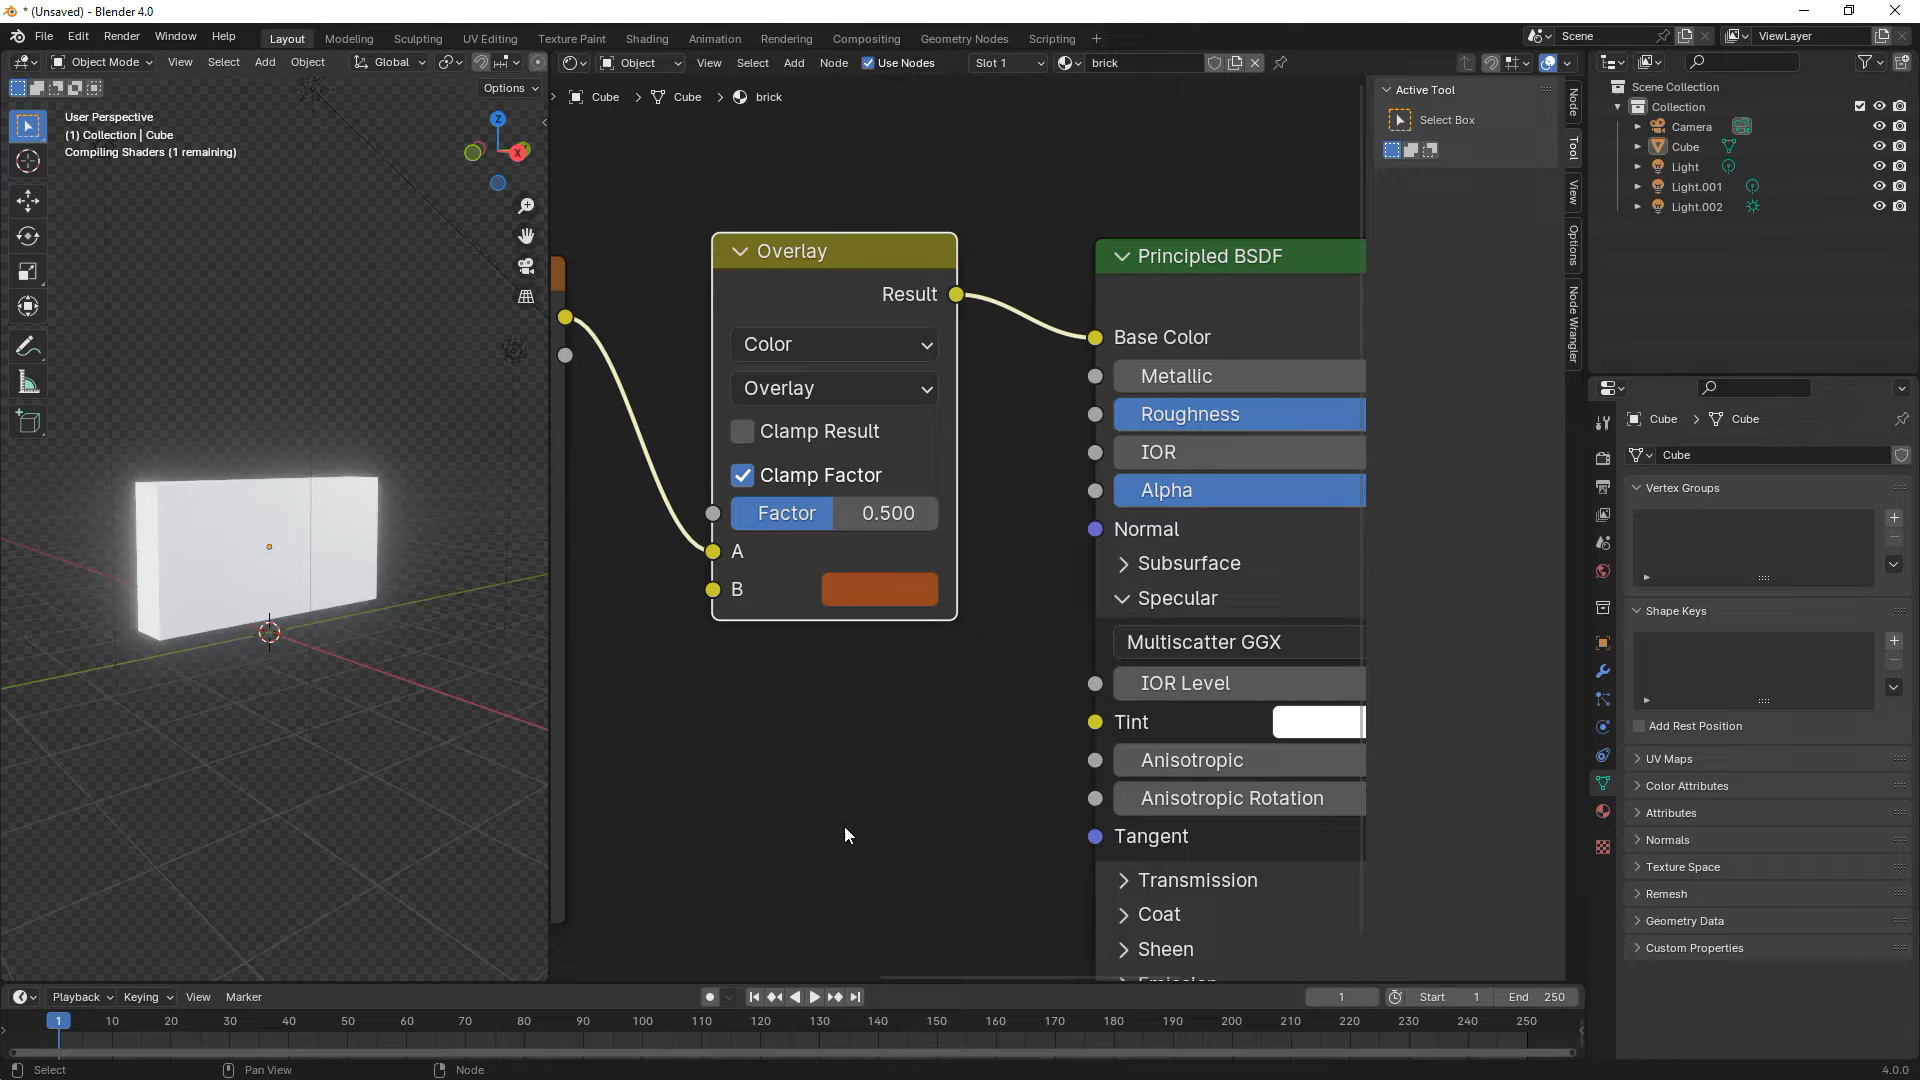 * (Unsaved) - Blender 4.0
File Edit Render Window Help
Layout Modeling Sculpting UV Editing Texture Paint Shading Animation Rendering Compositing Geometry Nodes Scripting
Scene ViewLayer
Object Mode View Select Add Object Global
Object View Select Add Node Use Nodes Slot 1 brick
Options
Cube Cube brick
User Perspective
(1) Collection | Cube
Compiling Shaders (1 remaining)
Z
X
Active Tool
Select Box
Node
Tool
View
Options
Node Wrangler
Scene Collection
Collection
Camera
Cube
Light
Light.001
Light.002
Overlay
Result
Color
Overlay
Clamp Result
Clamp Factor
Factor 0.500
A
B
Principled BSDF
Base Color
Metallic
Roughness
IOR
Alpha
Normal
Subsurface
Specular
Multiscatter GGX
IOR Level
Tint
Anisotropic
Anisotropic Rotation
Tangent
Transmission
Coat
Sheen
Emission
Cube Cube
Cube
Vertex Groups
Shape Keys
Add Rest Position
UV Maps
Color Attributes
Attributes
Normals
Texture Space
Remesh
Geometry Data
Custom Properties
Playback Keying View Marker
1 Start 1 End 250
1 10 20 30 40 50 60 70 80 90 100 110 120 130 140 150 160 170 180 190 200 210 220 230 240 250
Select Pan View Node 4.0.0